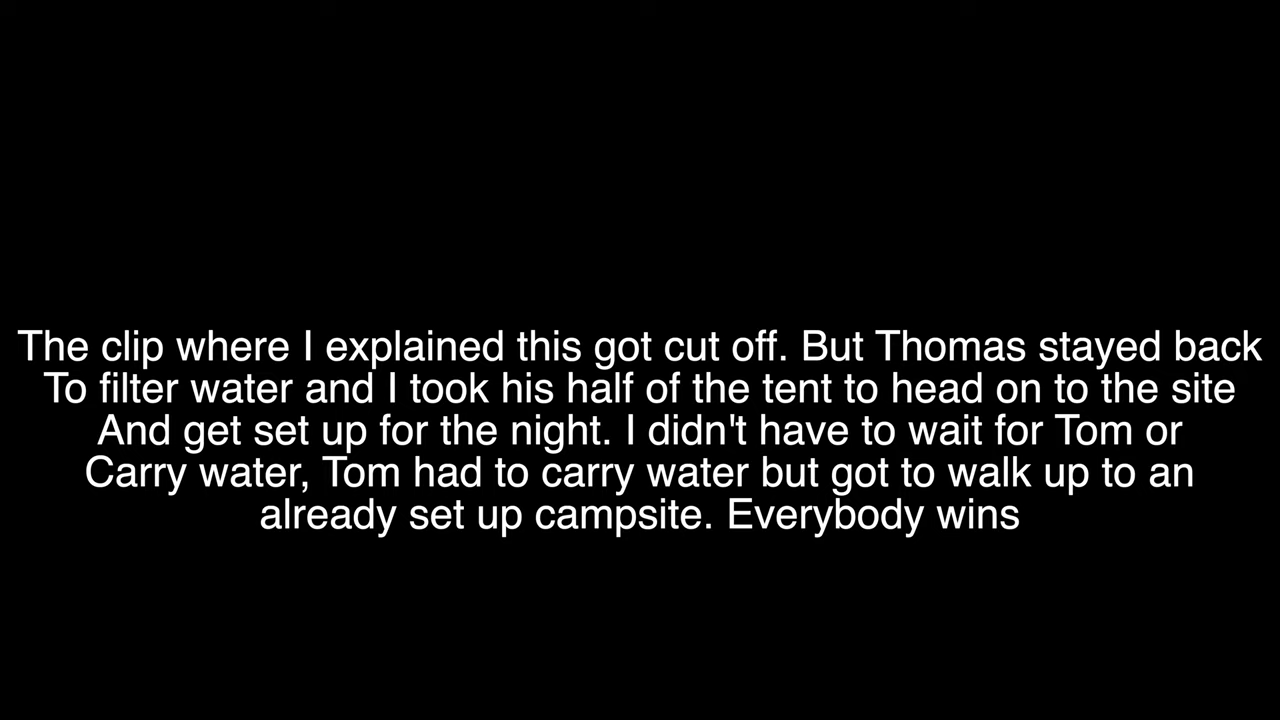 The clip where I explained this got cut off. But Thomas stayed back
To filter water and I took his half of the tent to head on to the site
And get set up for the night. I didn't have to wait for Tom or
Carry water, Tom had to carry water but got to walk up to an
already set up campsite. Everybody wins